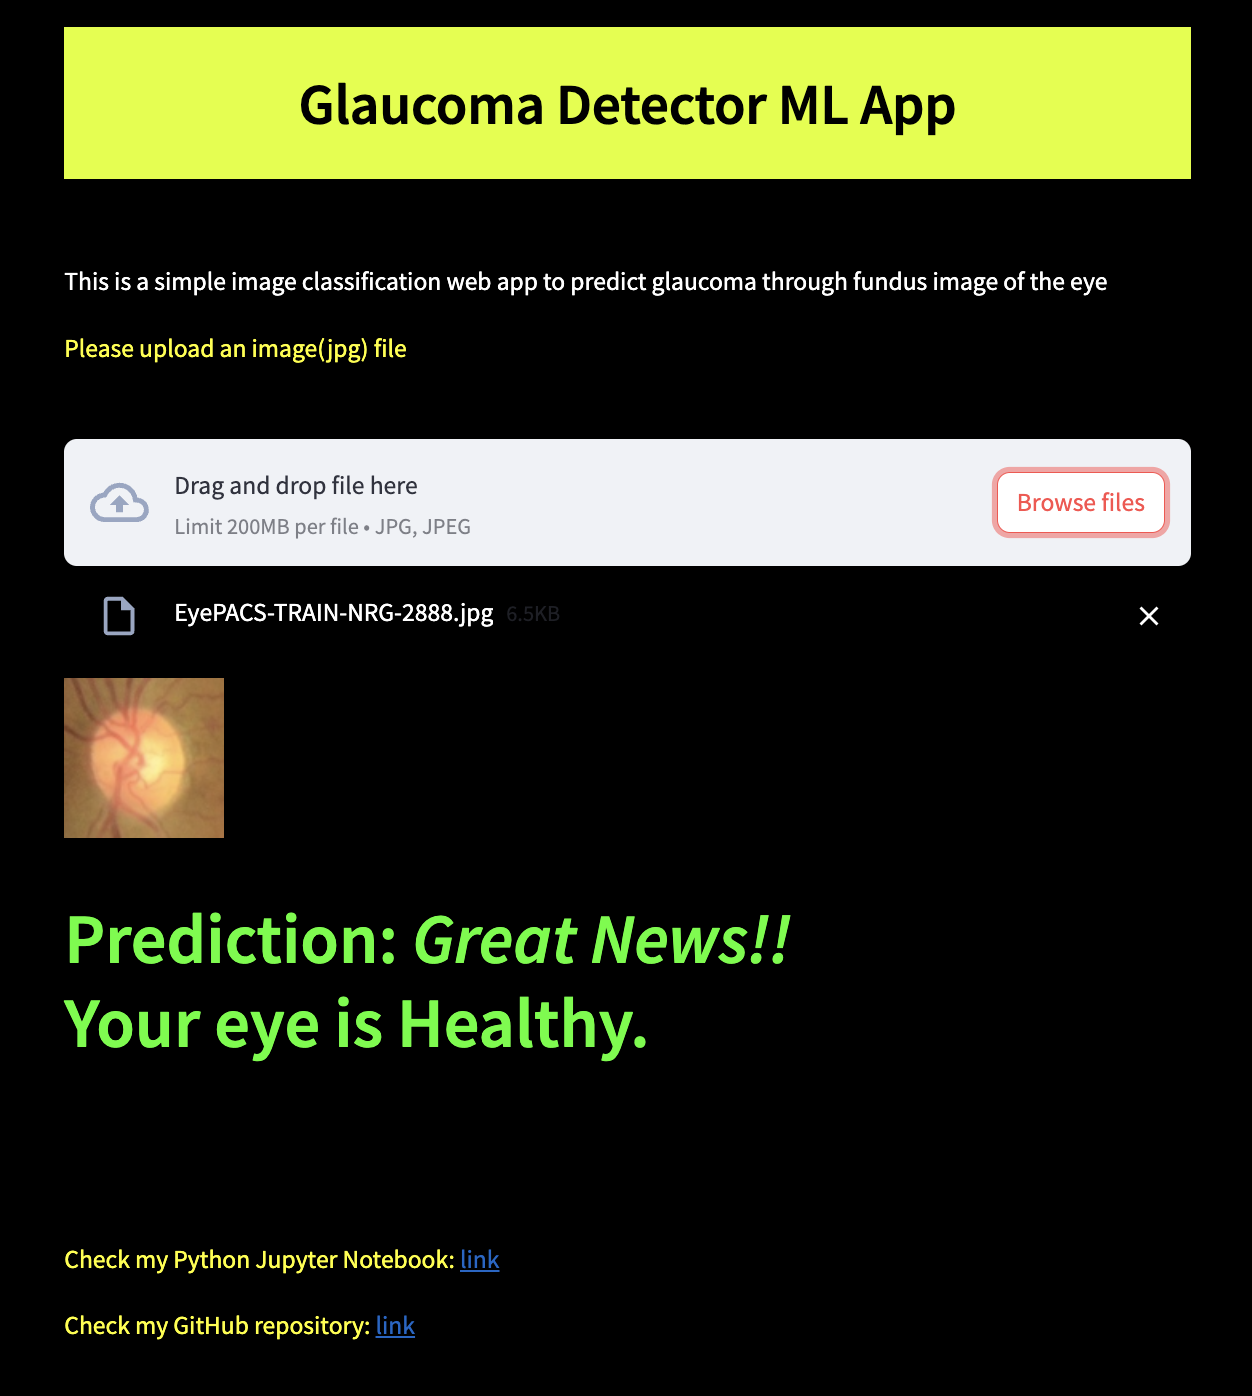 Glaucoma Detector ML App
This is a simple image classification web app to predict glaucoma through fundus image of the eye
Please upload an image(jpg) file
Drag and drop file here
Limit 200MB per file • JPG, JPEG
Browse files
EyePACS-TRAIN-NRG-2888.jpg 6.5KB
Prediction: Great News!!
Your eye is Healthy.
Check my Python Jupyter Notebook: link
Check my GitHub repository: link